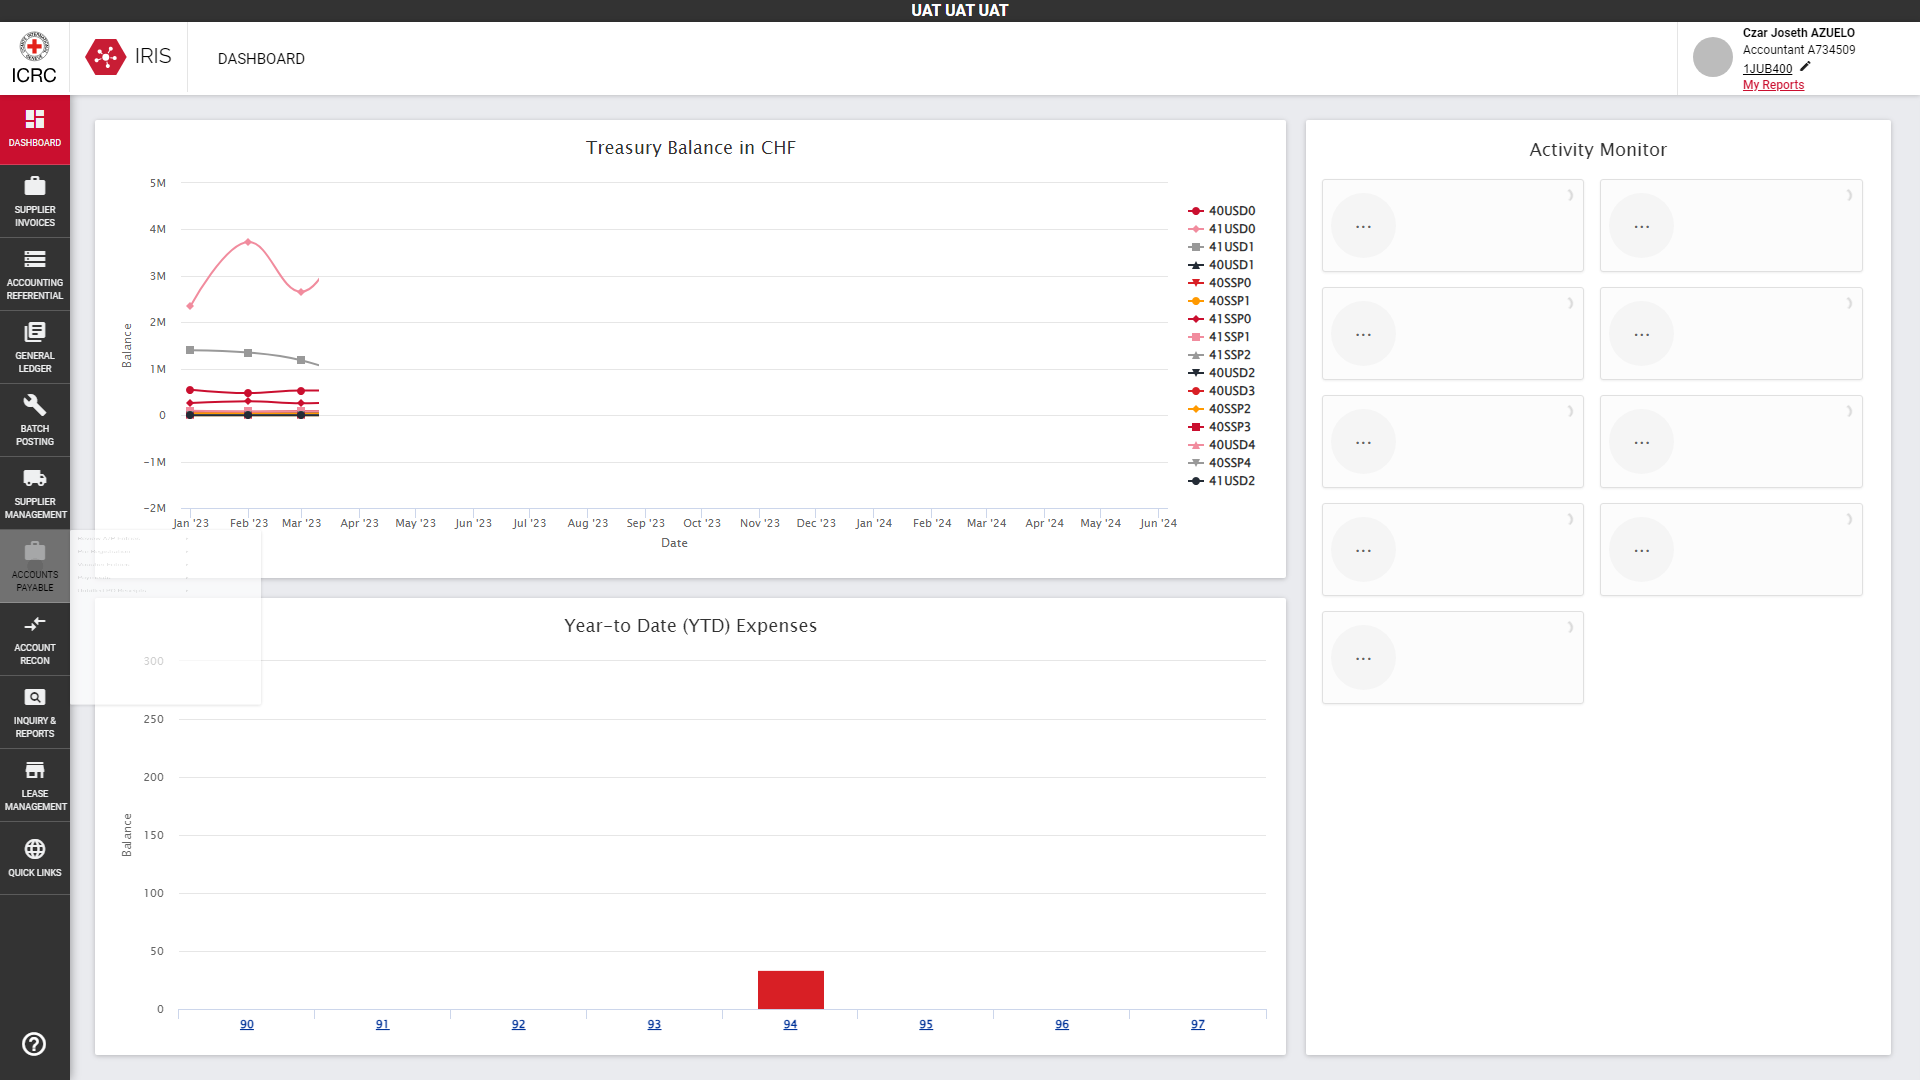 UAT UAT UAT
ICRC
IRIS
DASHBOARD
Czar Joseth AZUELO
Accountant A734509
1JUB400
My Reports
DASHBOARD
SUPPLIER
INVOICES
ACCOUNTING
REFERENTIAL
GENERAL
LEDGER
BATCH
POSTING
SUPPLIER
MANAGEMENT
ACCOUNTS
PAYABLE
ACCOUNT
RECON
INQUIRY &
REPORTS
LEASE
MANAGEMENT
QUICK LINKS
Treasury Balance in CHF
5M
4M
3M
2M
1M
0
-1M
-2M
Balance
Jan '23 Feb '23 Mar '23 Apr '23 May '23 Jun '23 Jul '23 Aug '23 Sep '23 Oct '23 Nov '23 Dec '23 Jan '24 Feb '24 Mar '24 Apr '24 May '24 Jun '24
Date
40USD0
41USD0
41USD1
40USD1
40SSP0
40SSP1
41SSP0
41SSP1
41SSP2
40USD2
40USD3
40SSP2
40SSP3
40USD4
40SSP4
41USD2
Year-to Date (YTD) Expenses
300
250
200
150
100
50
0
Balance
90 91 92 93 94 95 96 97
Activity Monitor
... ...
... ...
... ...
... ...
...